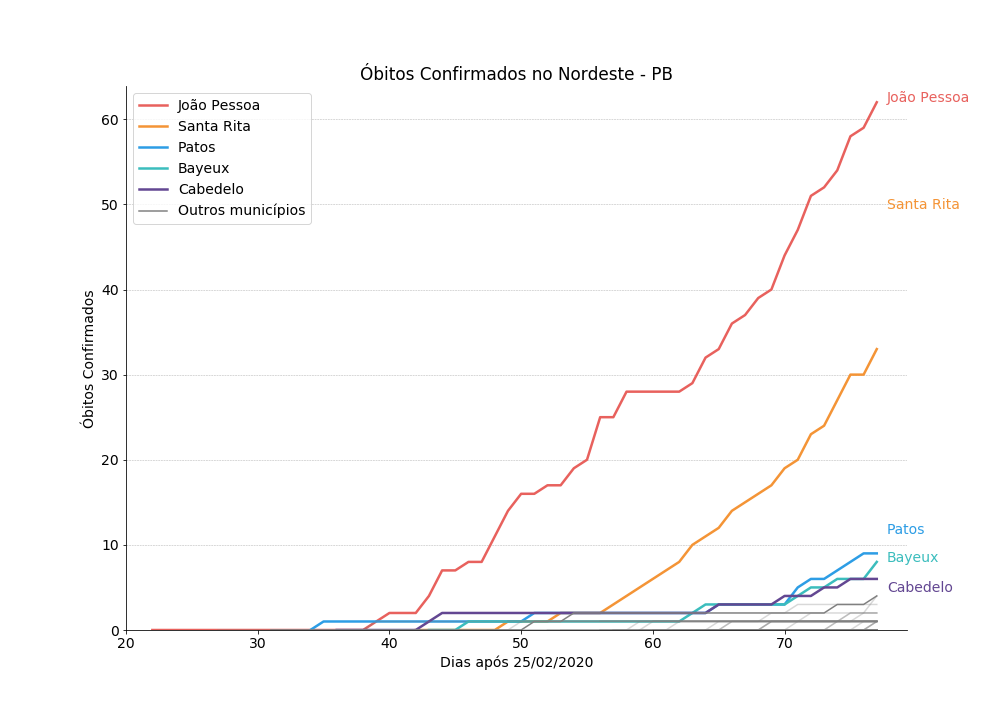 Óbitos Confirmados no Nordeste - PB
João Pessoa
Santa Rita
Patos
Bayeux
Cabedelo
Outros municípios
João Pessoa
Santa Rita
Patos
Bayeux
Cabedelo
Óbitos Confirmados
60
50
40
30
20
10
0
20
30
40
50
60
70
Dias após 25/02/2020